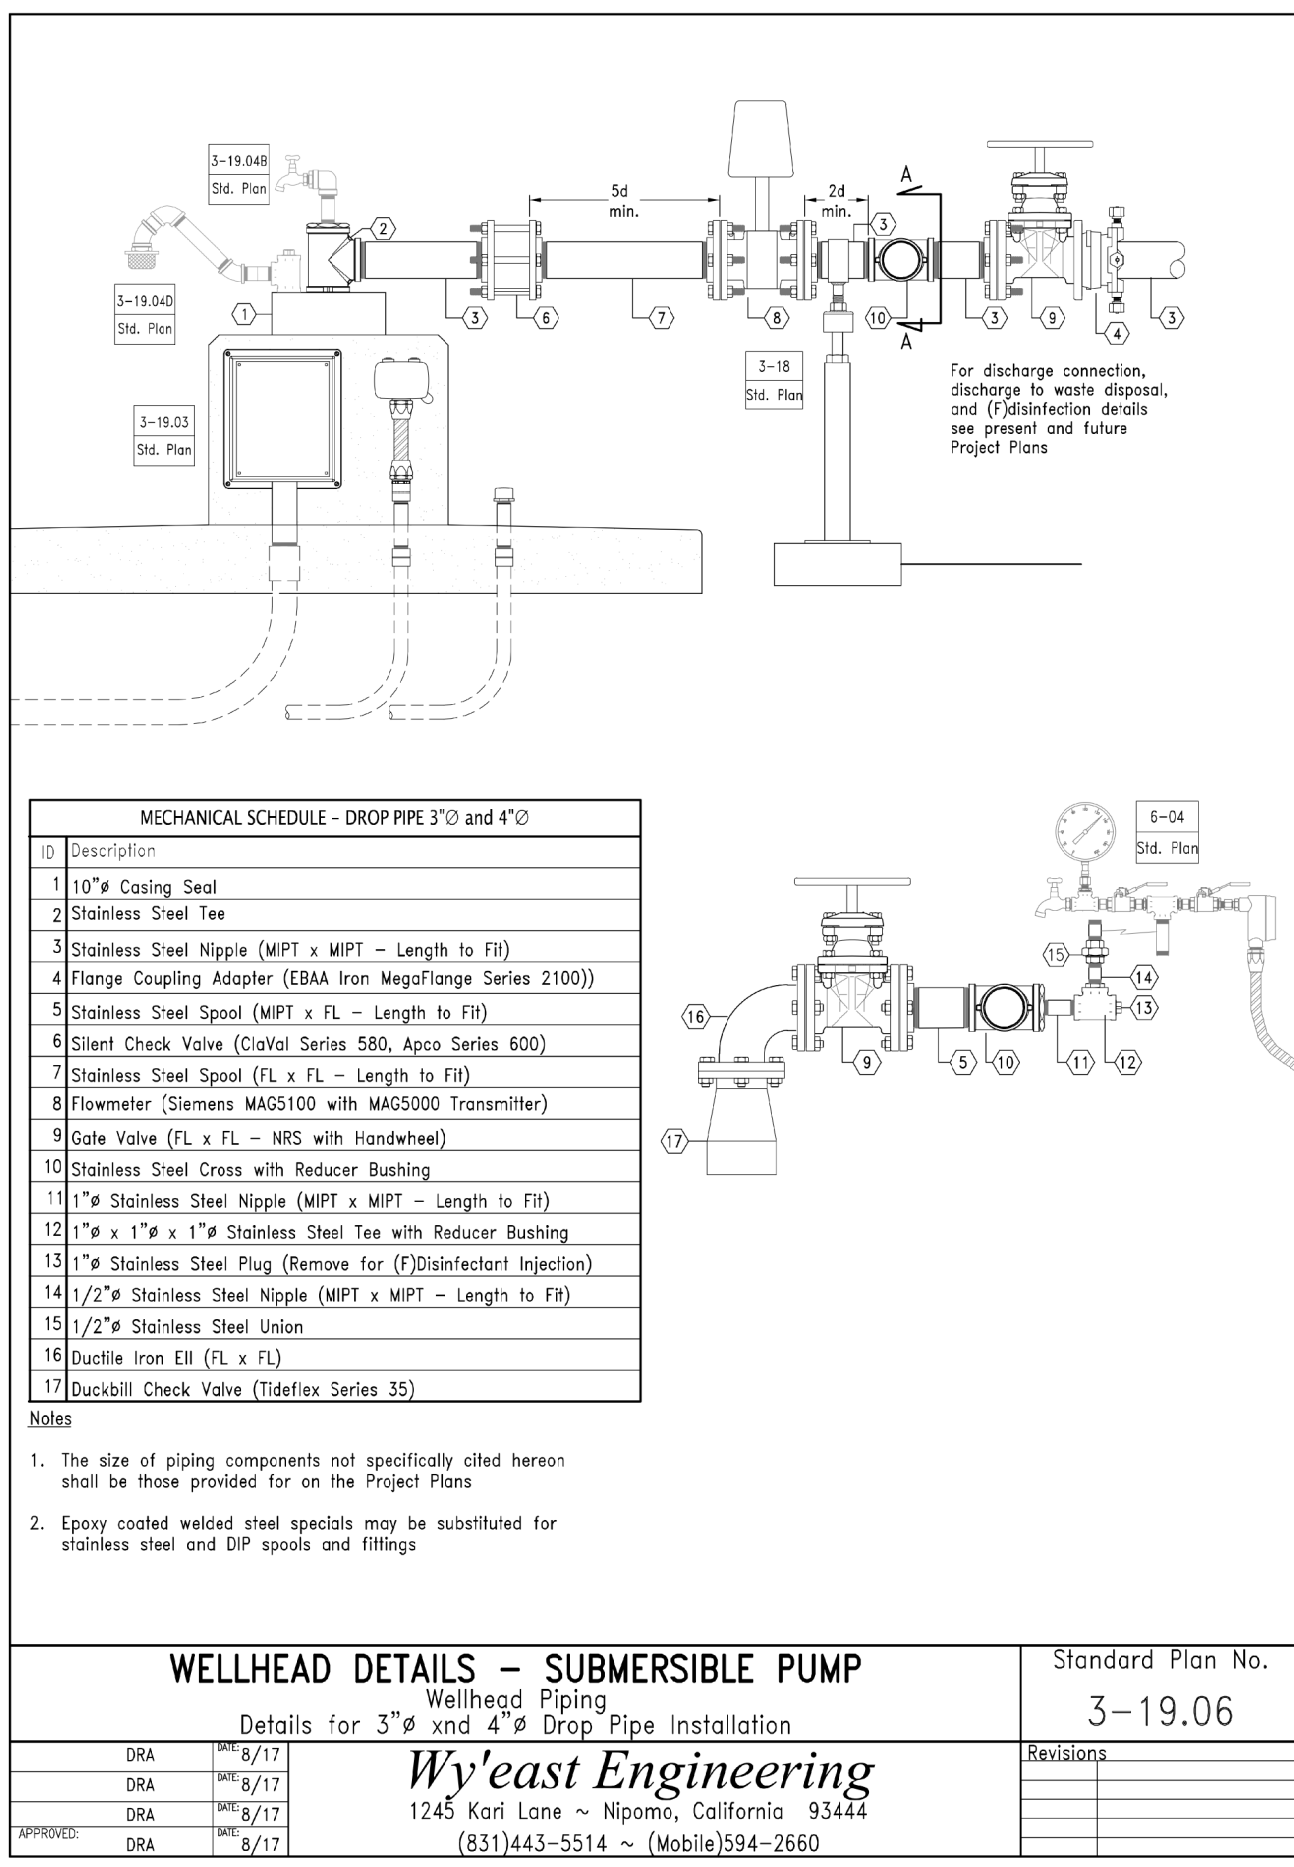 3-19.04B
Std. Plan
3-19.04D
Std. Plan
3-19.03
Std. Plan
5d
min.
2d
min.
A
A
1
2
3
6
7
8
3
10
3
9
4
3
3-18
Std. Plan
For discharge connection,
discharge to waste disposal,
and (F)disinfection details
see present and future
Project Plans
MECHANICAL SCHEDULE – DROP PIPE 3"Ø and 4"Ø
ID Description
1 10"ø Casing Seal
2 Stainless Steel Tee
3 Stainless Steel Nipple (MIPT x MIPT – Length to Fit)
4 Flange Coupling Adapter (EBAA Iron MegaFlange Series 2100))
5 Stainless Steel Spool (MIPT x FL – Length to Fit)
6 Silent Check Valve (ClaVal Series 580, Apco Series 600)
7 Stainless Steel Spool (FL x FL – Length to Fit)
8 Flowmeter (Siemens MAG5100 with MAG5000 Transmitter)
9 Gate Valve (FL x FL – NRS with Handwheel)
10 Stainless Steel Cross with Reducer Bushing
11 1"ø Stainless Steel Nipple (MIPT x MIPT – Length to Fit)
12 1"ø x 1"ø x 1"ø Stainless Steel Tee with Reducer Bushing
13 1"ø Stainless Steel Plug (Remove for (F)Disinfectant Injection)
14 1/2"ø Stainless Steel Nipple (MIPT x MIPT – Length to Fit)
15 1/2"ø Stainless Steel Union
16 Ductile Iron Ell (FL x FL)
17 Duckbill Check Valve (Tideflex Series 35)
6-04
Std. Plan
15
14
13
16
9
5
10
11
12
17
Notes
1. The size of piping components not specifically cited hereon
shall be those provided for on the Project Plans
2. Epoxy coated welded steel specials may be substituted for
stainless steel and DIP spools and fittings
WELLHEAD DETAILS – SUBMERSIBLE PUMP
Wellhead Piping
Details for 3"ø xnd 4"ø Drop Pipe Installation
Standard Plan No.
3-19.06
DRA DATE: 8/17
DRA DATE: 8/17
DRA DATE: 8/17
APPROVED: DRA DATE: 8/17
Wy'east Engineering
1245 Kari Lane ~ Nipomo, California 93444
(831)443-5514 ~ (Mobile)594-2660
Revisions